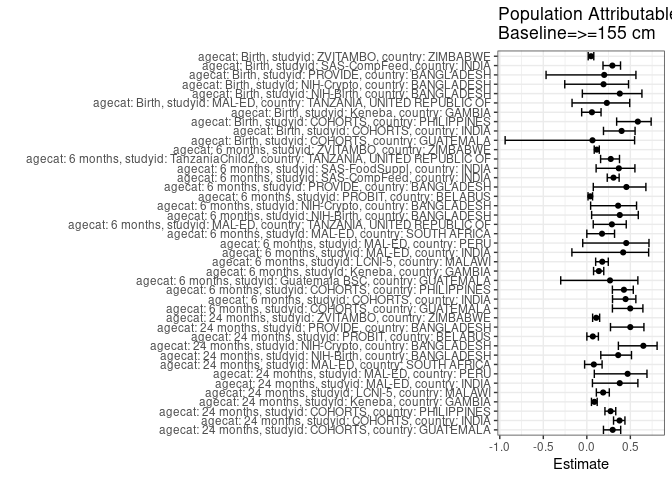 Population Attributable
Baseline=>=155 cm
agecat: Birth, studyid: ZVITAMBO, country: ZIMBABWE
agecat: Birth, studyid: SAS-CompFeed, country: INDIA
agecat: Birth, studyid: PROVIDE, country: BANGLADESH
agecat: Birth, studyid: NIH-Crypto, country: BANGLADESH
agecat: Birth, studyid: NIH-Birth, country: BANGLADESH
agecat: Birth, studyid: MAL-ED, country: TANZANIA, UNITED REPUBLIC OF
agecat: Birth, studyid: Keneba, country: GAMBIA
agecat: Birth, studyid: COHORTS, country: PHILIPPINES
agecat: Birth, studyid: COHORTS, country: INDIA
agecat: Birth, studyid: COHORTS, country: GUATEMALA
agecat: 6 months, studyid: ZVITAMBO, country: ZIMBABWE
agecat: 6 months, studyid: TanzaniaChild2, country: TANZANIA, UNITED REPUBLIC OF
agecat: 6 months, studyid: SAS-FoodSuppl, country: INDIA
agecat: 6 months, studyid: SAS-CompFeed, country: INDIA
agecat: 6 months, studyid: PROVIDE, country: BANGLADESH
agecat: 6 months, studyid: PROBIT, country: BELARUS
agecat: 6 months, studyid: NIH-Crypto, country: BANGLADESH
agecat: 6 months, studyid: NIH-Birth, country: BANGLADESH
agecat: 6 months, studyid: MAL-ED, country: TANZANIA, UNITED REPUBLIC OF
agecat: 6 months, studyid: MAL-ED, country: SOUTH AFRICA
agecat: 6 months, studyid: MAL-ED, country: PERU
agecat: 6 months, studyid: MAL-ED, country: INDIA
agecat: 6 months, studyid: LCNI-5, country: MALAWI
agecat: 6 months, studyid: Keneba, country: GAMBIA
agecat: 6 months, studyid: Guatemala BSC, country: GUATEMALA
agecat: 6 months, studyid: COHORTS, country: PHILIPPINES
agecat: 6 months, studyid: COHORTS, country: INDIA
agecat: 6 months, studyid: COHORTS, country: GUATEMALA
agecat: 24 months, studyid: ZVITAMBO, country: ZIMBABWE
agecat: 24 months, studyid: PROVIDE, country: BANGLADESH
agecat: 24 months, studyid: PROBIT, country: BELARUS
agecat: 24 months, studyid: NIH-Crypto, country: BANGLADESH
agecat: 24 months, studyid: NIH-Birth, country: BANGLADESH
agecat: 24 months, studyid: MAL-ED, country: SOUTH AFRICA
agecat: 24 months, studyid: MAL-ED, country: PERU
agecat: 24 months, studyid: MAL-ED, country: INDIA
agecat: 24 months, studyid: LCNI-5, country: MALAWI
agecat: 24 months, studyid: Keneba, country: GAMBIA
agecat: 24 months, studyid: COHORTS, country: PHILIPPINES
agecat: 24 months, studyid: COHORTS, country: INDIA
agecat: 24 months, studyid: COHORTS, country: GUATEMALA
-1.0 -0.5 0.0 0.5
Estimate